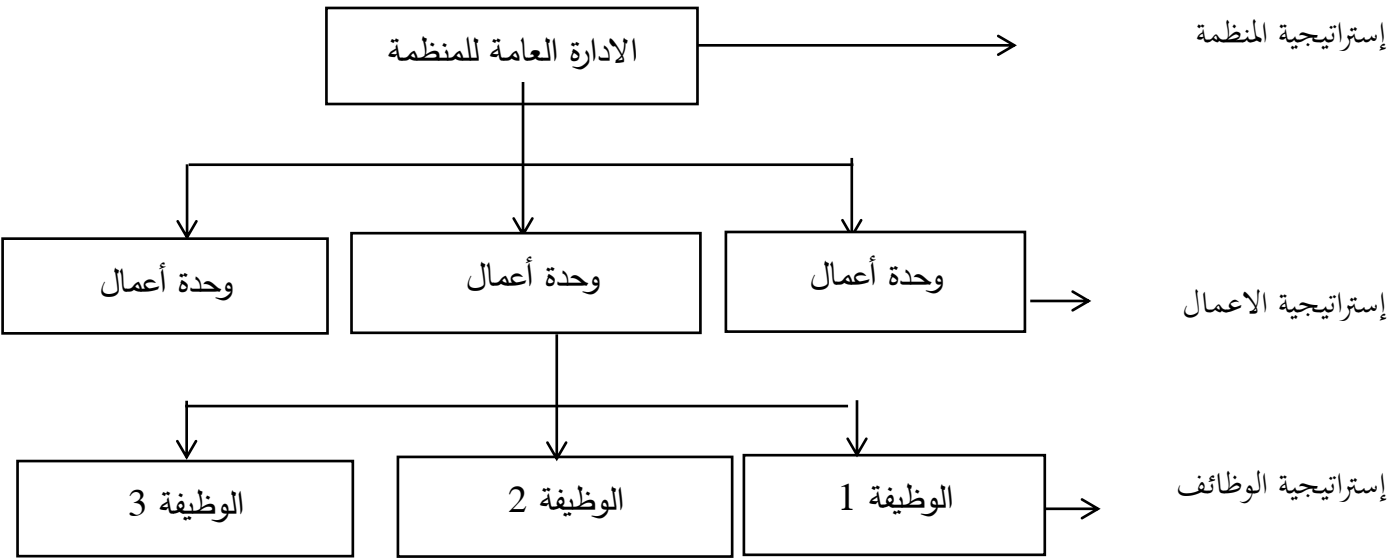 الادارة العامة للمنظمة
إستراتيجية المنظمة
وحدة أعمال
وحدة أعمال
وحدة أعمال
إستراتيجية الاعمال
الوظيفة 1
الوظيفة 2
الوظيفة 3
إستراتيجية الوظائف